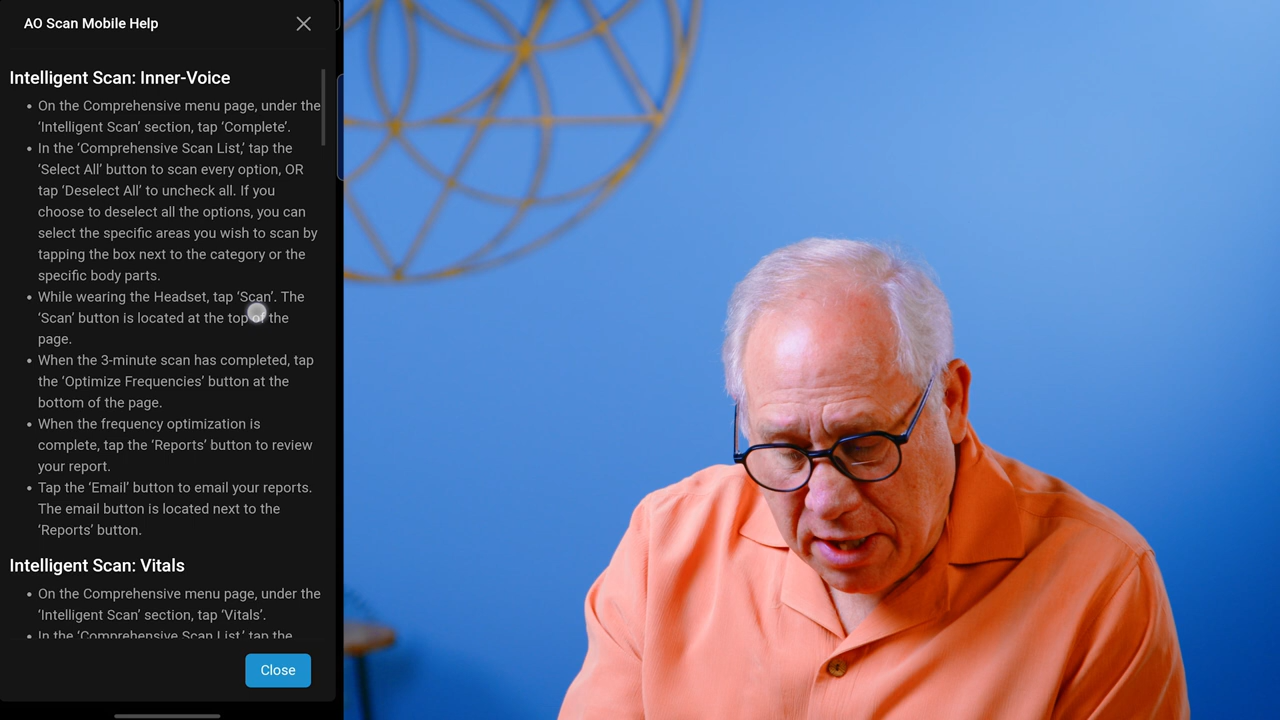 AO Scan Mobile Help
Intelligent Scan: Inner-Voice
• On the Comprehensive menu page, under the
‘Intelligent Scan’ section, tap ‘Complete’.
• In the ‘Comprehensive Scan List,’ tap the
‘Select All’ button to scan every option, OR
tap ‘Deselect All’ to uncheck all. If you
choose to deselect all the options, you can
select the specific areas you wish to scan by
tapping the box next to the category or the
specific body parts.
• While wearing the Headset, tap ‘Scan’. The
‘Scan’ button is located at the top of the
page.
• When the 3-minute scan has completed, tap
the ‘Optimize Frequencies’ button at the
bottom of the page.
• When the frequency optimization is
complete, tap the ‘Reports’ button to review
your report.
• Tap the ‘Email’ button to email your reports.
The email button is located next to the
‘Reports’ button.
Intelligent Scan: Vitals
• On the Comprehensive menu page, under the
‘Intelligent Scan’ section, tap ‘Vitals’.
• In the ‘Comprehensive Scan List,’ tap the
Close